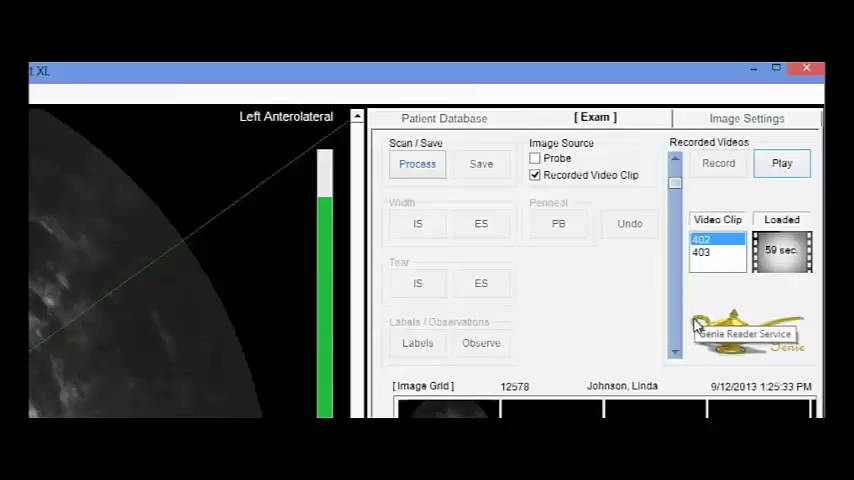 t XL
Left Anterolateral
Patient Database
[ Exam ]
Image Settings
Scan / Save
Image Source
Recorded Videos
Process
Save
Probe
Recorded Video Clip
Record
Play
Width
Penneal
IS
ES
PB
Undo
Video Clip
Loaded
402
403
59 sec.
Tear
IS
ES
Labels / Observations
Labels
Observe
Genie Reader Service
Genie
[ Image Grid ]
12578
Johnson, Linda
9/12/2013 1:25:33 PM